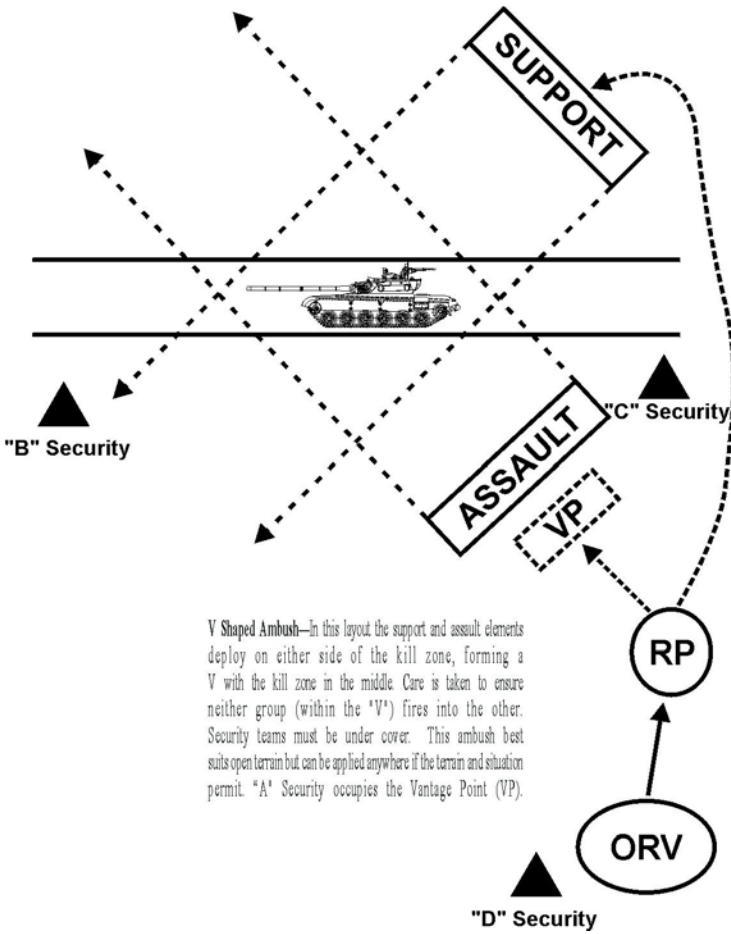 SUPPORT
"B" Security
"C" Security
ASSAULT
VP
V Shaped Ambush—In this layout the support and assault elements
deploy on either side of the kill zone, forming a
V with the kill zone in the middle. Care is taken to ensure
neither group (within the "V") fires into the other.
Security teams must be under cover. This ambush best
suits open terrain but can be applied anywhere if the terrain and situation
permit. "A" Security occupies the Vantage Point (VP).
RP
ORV
"D" Security